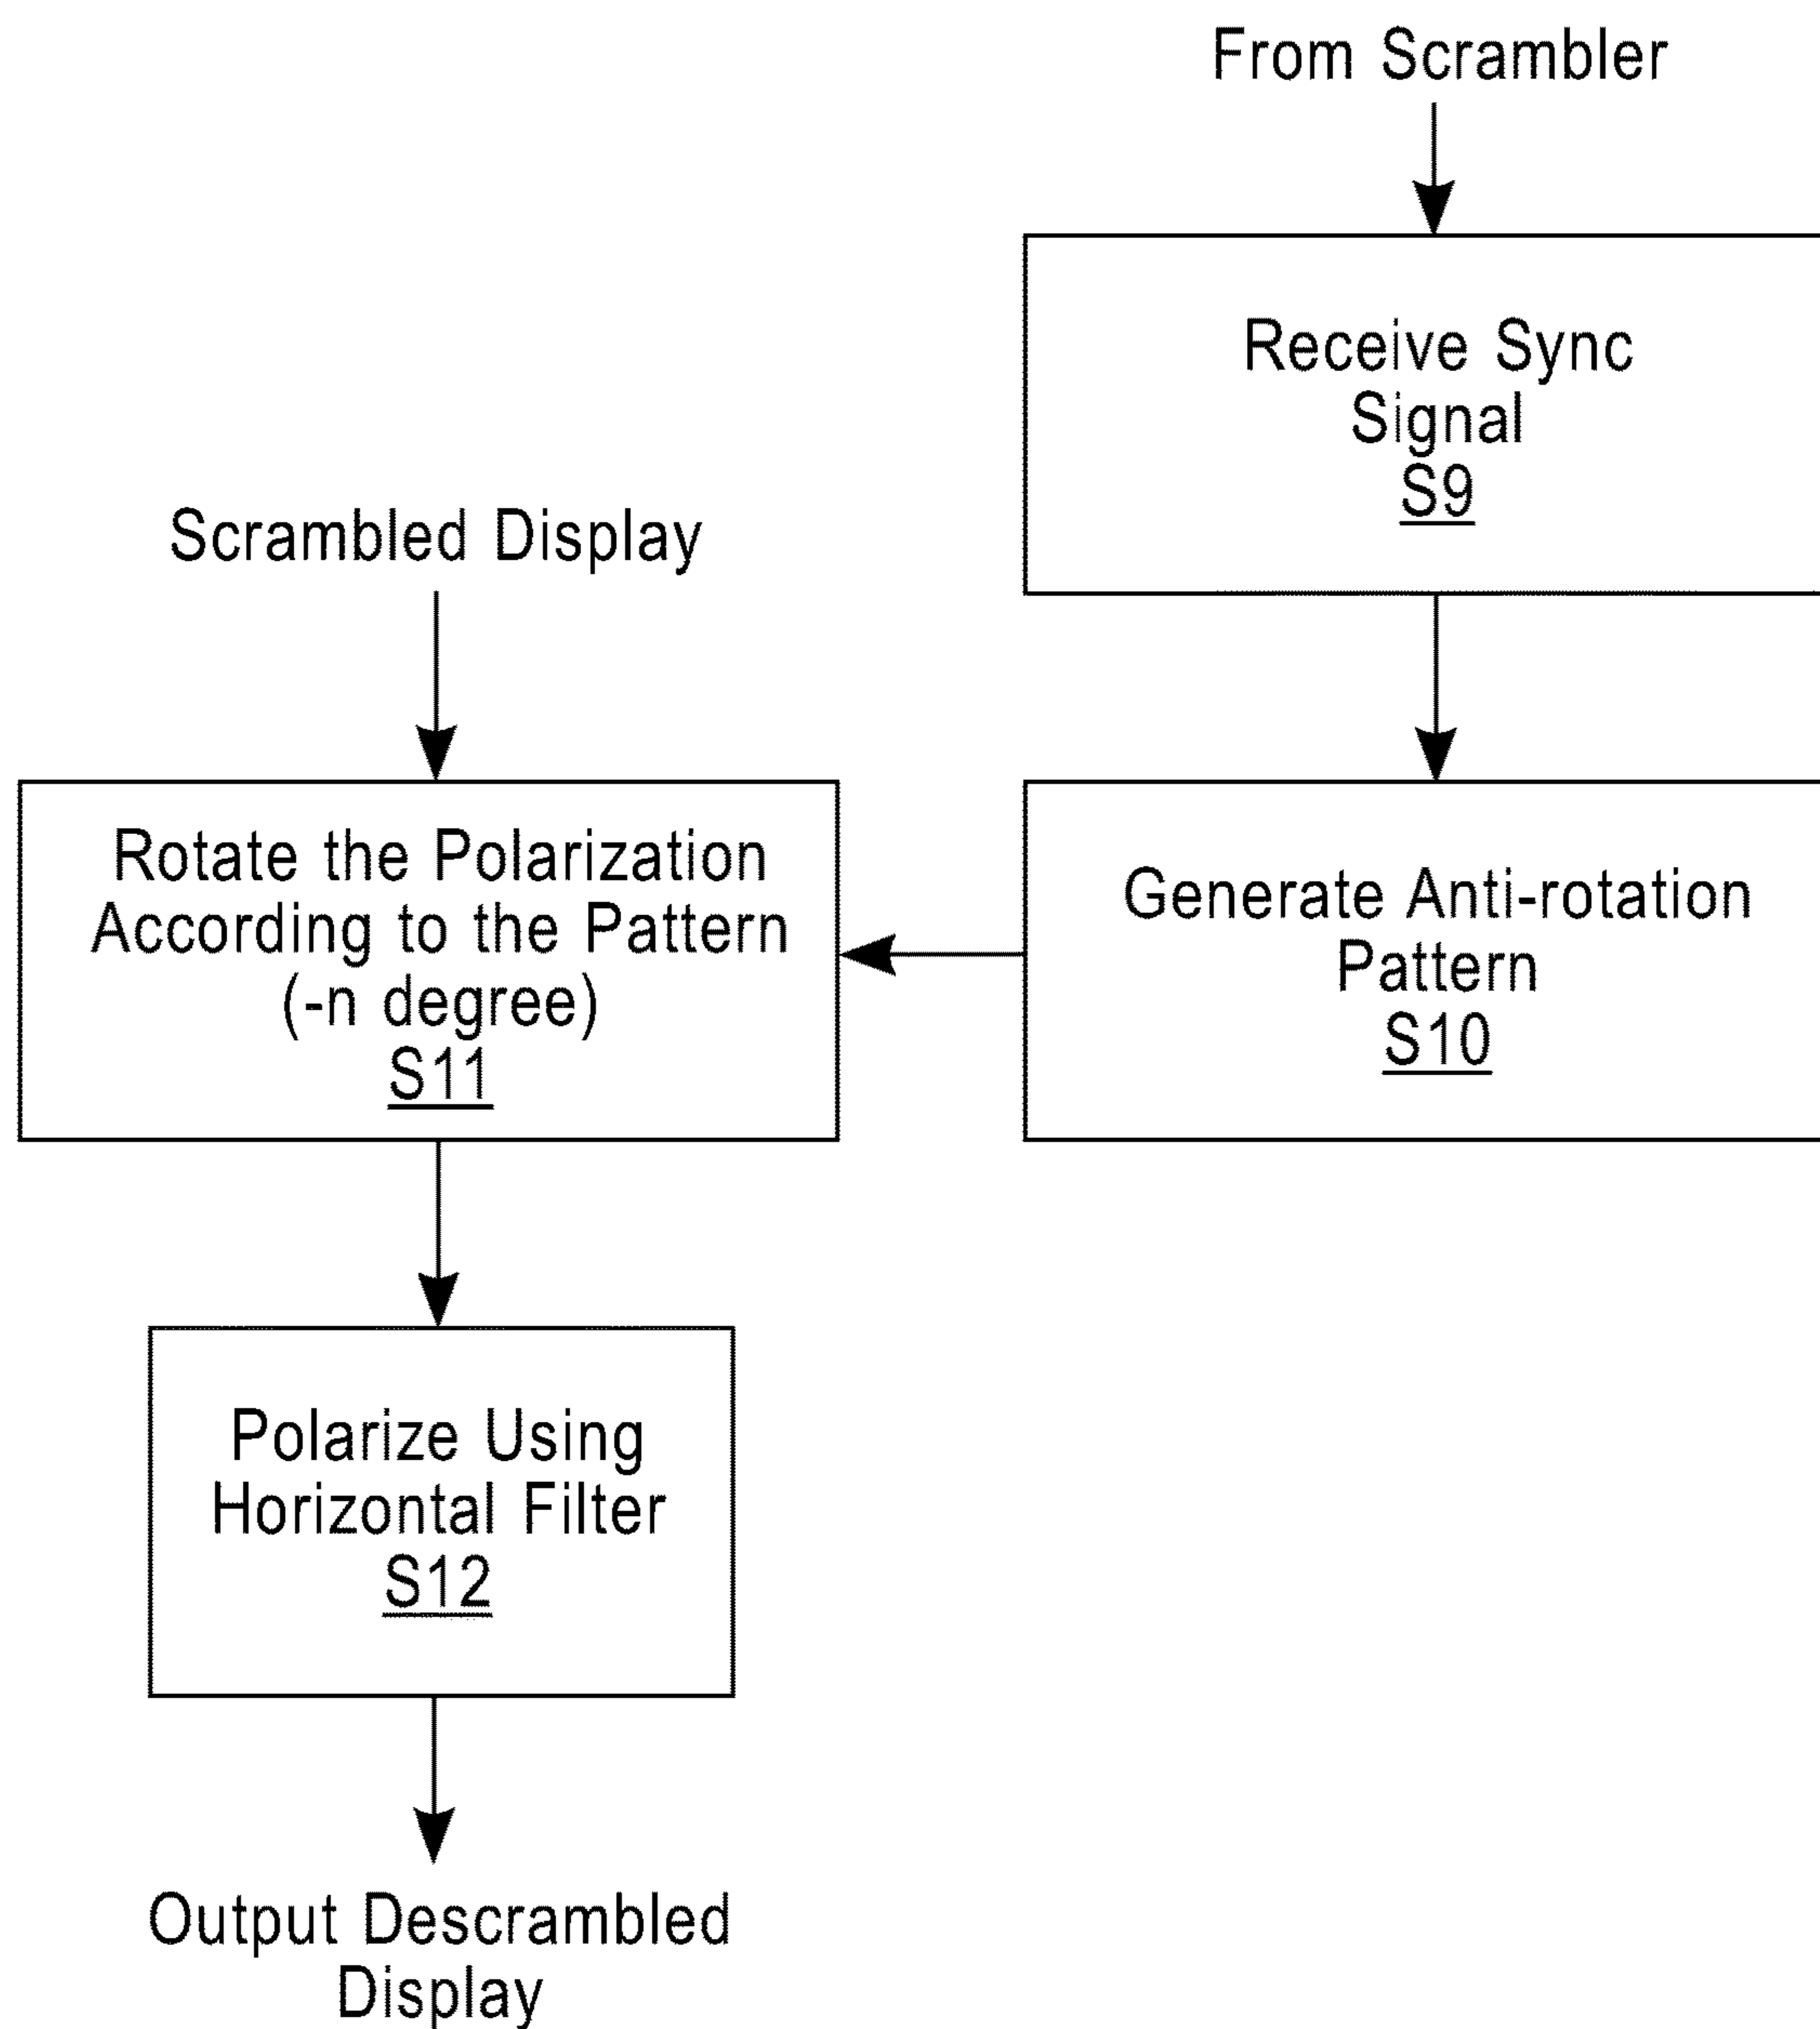 From Scrambler
Receive Sync
Signal
S9
Scrambled Display
Rotate the Polarization
According to the Pattern
(-n degree)
S11
Generate Anti-rotation
Pattern
S10
Polarize Using
Horizontal Filter
S12
Output Descrambled
Display